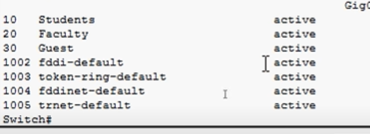 GigG
10 Students active
20 Faculty active
30 Guest active
1002 fddi-default active
1003 token-ring-default active
1004 fddinet-default active
1005 trnet-default active
Switch#